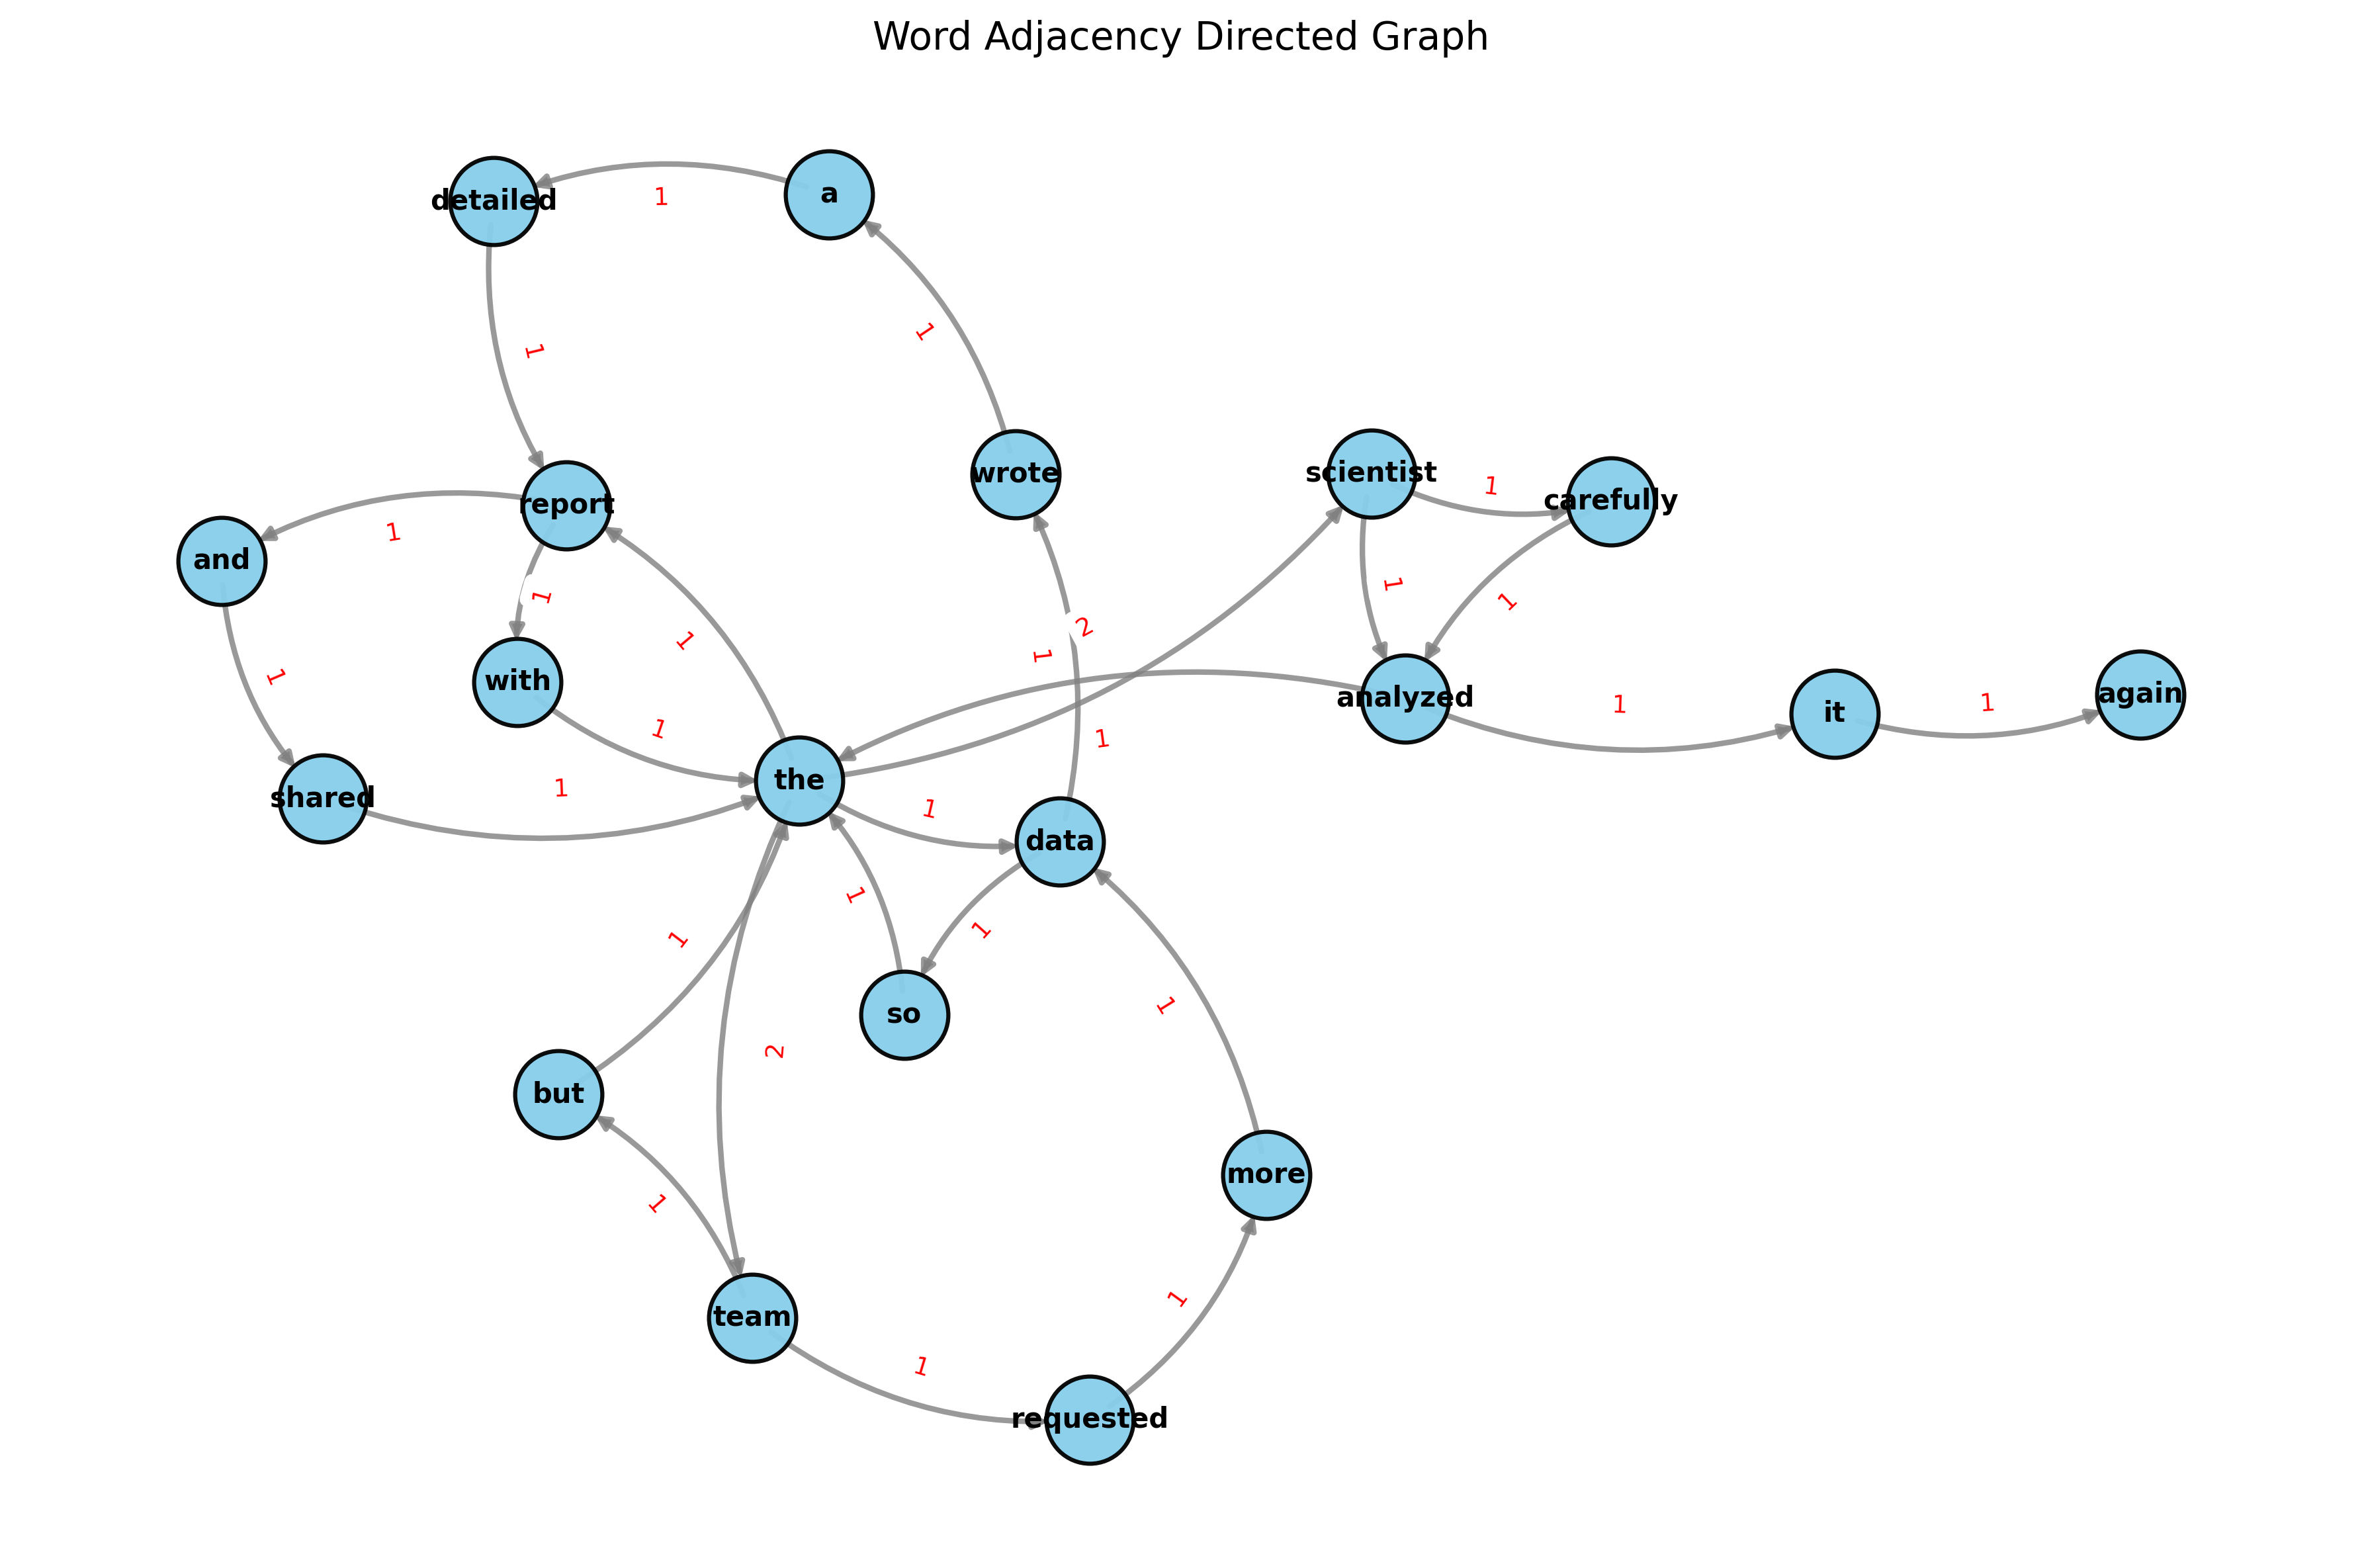 Word Adjacency Directed Graph
detailed
a
1
1
1
report
wrote
scientist
carefully
1
and
1
1
1
1
1
2
1
1
with
1
analyzed
it
again
1
1
1
1
shared
1
the
1
data
1
1
1
so
1
2
but
1
more
1
team
1
1
requested